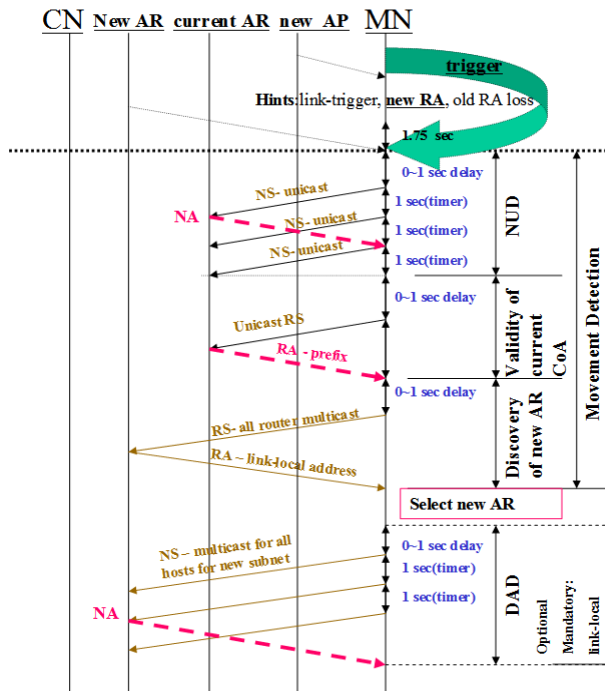 CN New AR current AR new AP MN
trigger
Hints:link-trigger, new RA, old RA loss
1.75 sec
0~1 sec delay
NS- unicast
1 sec(timer)
NA
NS- unicast
1 sec(timer)
NS- unicast
1 sec(timer)
NUD
0~1 sec delay
Unicast RS
RA - prefix
Validity of
current
CoA
Movement Detection
0~1 sec delay
RS- all router multicast
RA – link-local address
Discovery
of new AR
Select new AR
NS – multicast for all
hosts for new subnet
0~1 sec delay
1 sec(timer)
1 sec(timer)
NA
DAD
Optional
Mandatory:
link-local